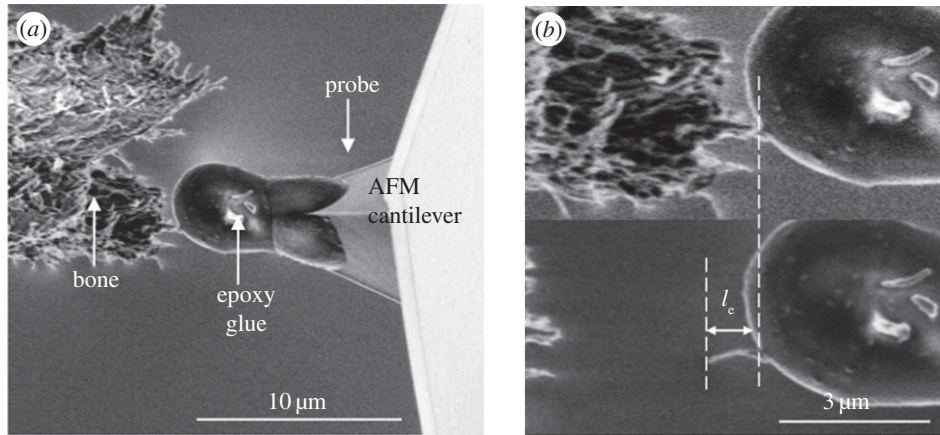 (a)
probe
AFM
cantilever
bone
epoxy
glue
10 µm
(b)
lₑ
3 µm